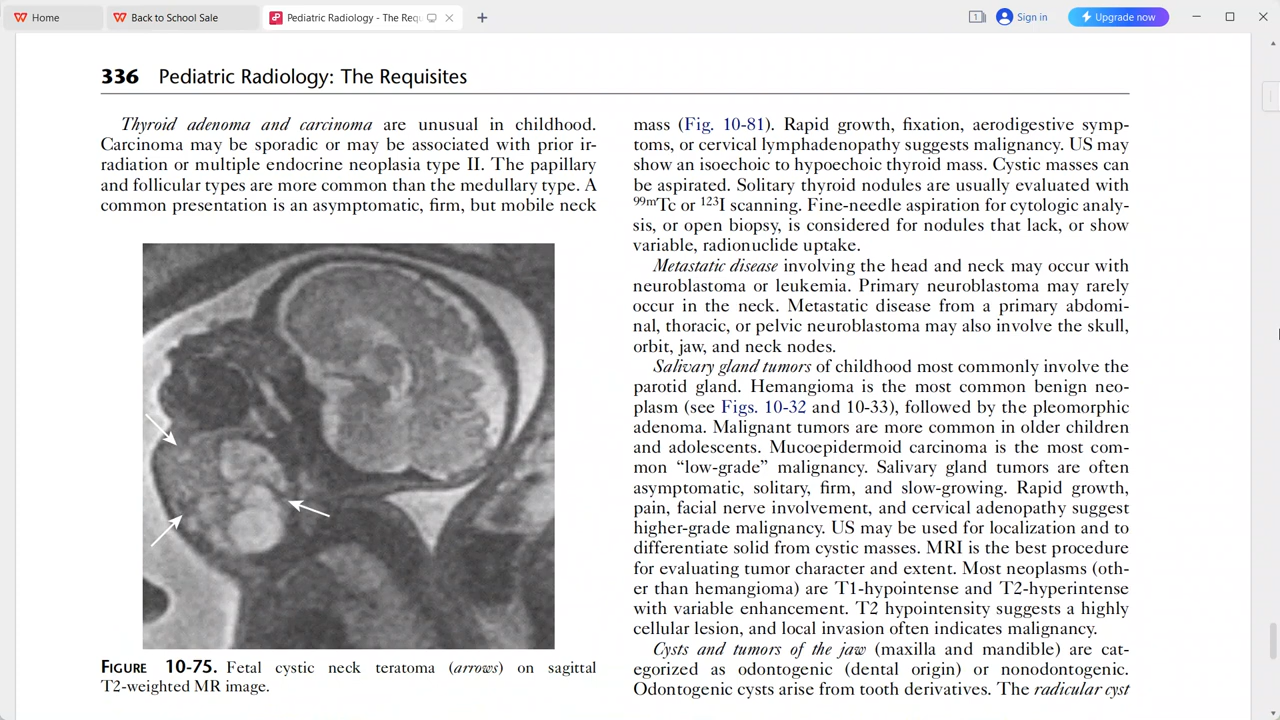 Home
Back to School Sale
Pediatric Radiology - The Requ
1
Sign in
Upgrade now
336 Pediatric Radiology: The Requisites
Thyroid adenoma and carcinoma are unusual in childhood.
Carcinoma may be sporadic or may be associated with prior ir-
radiation or multiple endocrine neoplasia type II. The papillary
and follicular types are more common than the medullary type. A
common presentation is an asymptomatic, firm, but mobile neck
FIGURE 10-75. Fetal cystic neck teratoma (arrows) on sagittal
T2-weighted MR image.
mass (Fig. 10-81). Rapid growth, fixation, aerodigestive symp-
toms, or cervical lymphadenopathy suggests malignancy. US may
show an isoechoic to hypoechoic thyroid mass. Cystic masses can
be aspirated. Solitary thyroid nodules are usually evaluated with
99mTc or 123I scanning. Fine-needle aspiration for cytologic analy-
sis, or open biopsy, is considered for nodules that lack, or show
variable, radionuclide uptake.
Metastatic disease involving the head and neck may occur with
neuroblastoma or leukemia. Primary neuroblastoma may rarely
occur in the neck. Metastatic disease from a primary abdomi-
nal, thoracic, or pelvic neuroblastoma may also involve the skull,
orbit, jaw, and neck nodes.
Salivary gland tumors of childhood most commonly involve the
parotid gland. Hemangioma is the most common benign neo-
plasm (see Figs. 10-32 and 10-33), followed by the pleomorphic
adenoma. Malignant tumors are more common in older children
and adolescents. Mucoepidermoid carcinoma is the most com-
mon “low-grade” malignancy. Salivary gland tumors are often
asymptomatic, solitary, firm, and slow-growing. Rapid growth,
pain, facial nerve involvement, and cervical adenopathy suggest
higher-grade malignancy. US may be used for localization and to
differentiate solid from cystic masses. MRI is the best procedure
for evaluating tumor character and extent. Most neoplasms (oth-
er than hemangioma) are T1-hypointense and T2-hyperintense
with variable enhancement. T2 hypointensity suggests a highly
cellular lesion, and local invasion often indicates malignancy.
Cysts and tumors of the jaw (maxilla and mandible) are cat-
egorized as odontogenic (dental origin) or nonodontogenic.
Odontogenic cysts arise from tooth derivatives. The radicular cyst